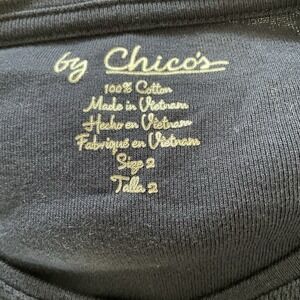 by Chico's
100% Cotton
Made in Vietnam
Hecho en Vietnam
Fabriqué en Vietnam
Size 2
Talla 2